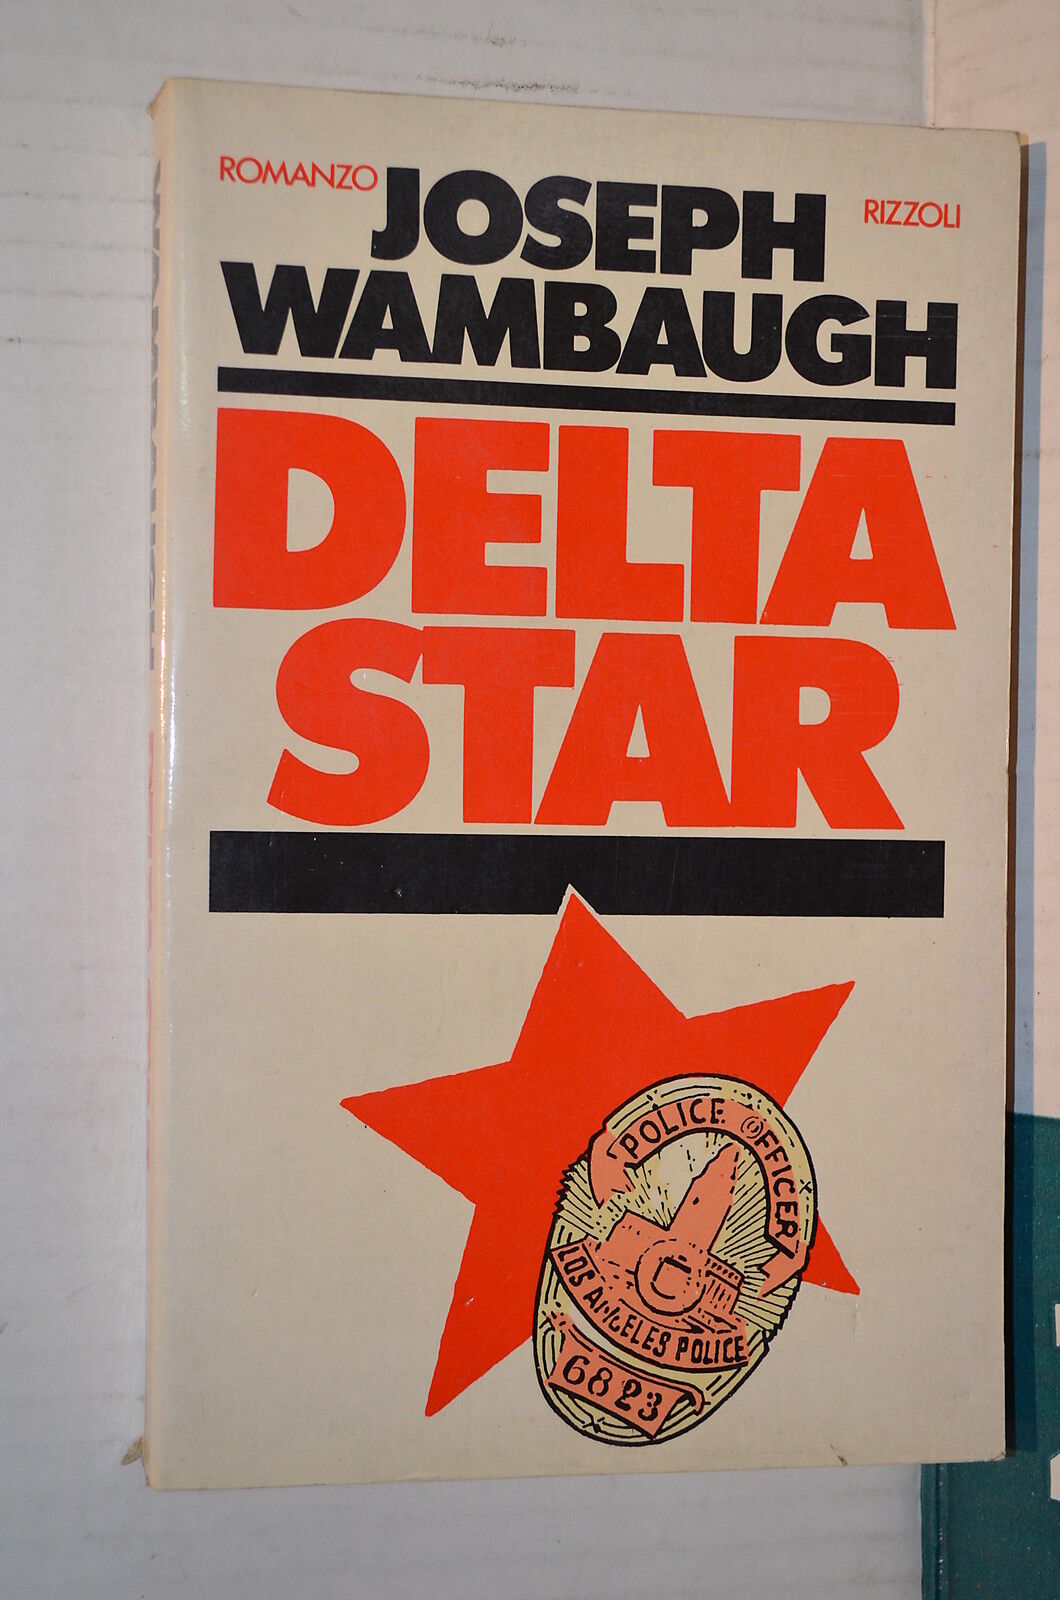 ROMANZO
JOSEPH
RIZZOLI
WAMBAUGH
DELTA
STAR
POLICE OFFICER
LOS ANGELES POLICE
6823